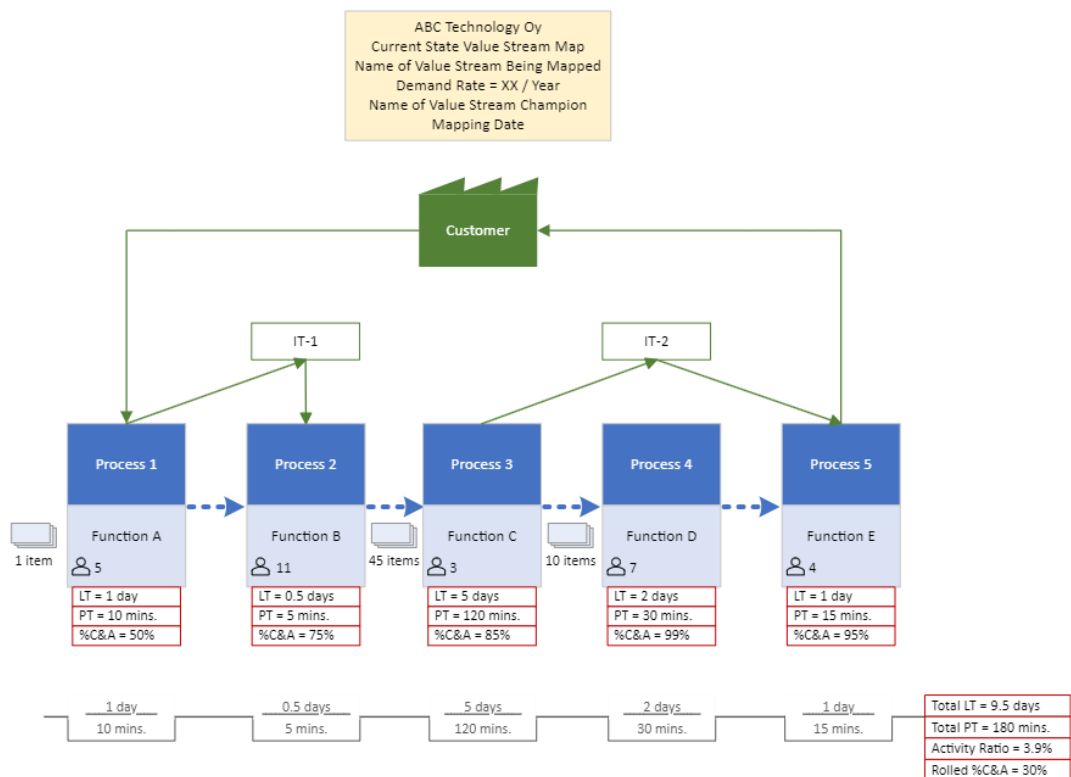 ABC Technology Oy
Current State Value Stream Map
Name of Value Stream Being Mapped
Demand Rate = XX / Year
Name of Value Stream Champion
Mapping Date
Customer
IT-1
IT-2
Process 1
Process 2
Process 3
Process 4
Process 5
1 item
Function A
5
Function B
11
45 items
Function C
3
10 items
Function D
7
Function E
4
LT = 1 day
PT = 10 mins.
%C&A = 50%
LT = 0.5 days
PT = 5 mins.
%C&A = 75%
LT = 5 days
PT = 120 mins.
%C&A = 85%
LT = 2 days
PT = 30 mins.
%C&A = 99%
LT = 1 day
PT = 15 mins.
%C&A = 95%
1 day
10 mins.
0.5 days
5 mins.
5 days
120 mins.
2 days
30 mins.
1 day
15 mins.
Total LT = 9.5 days
Total PT = 180 mins.
Activity Ratio = 3.9%
Rolled %C&A = 30%